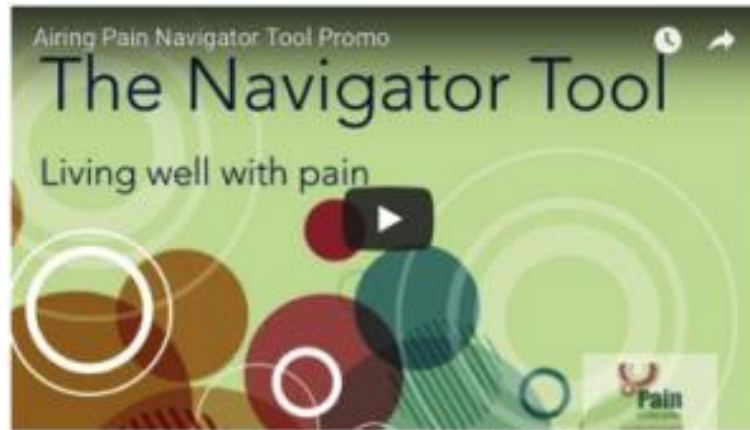 Airing Pain Navigator Tool Promo
The Navigator Tool
Living well with pain
Pain